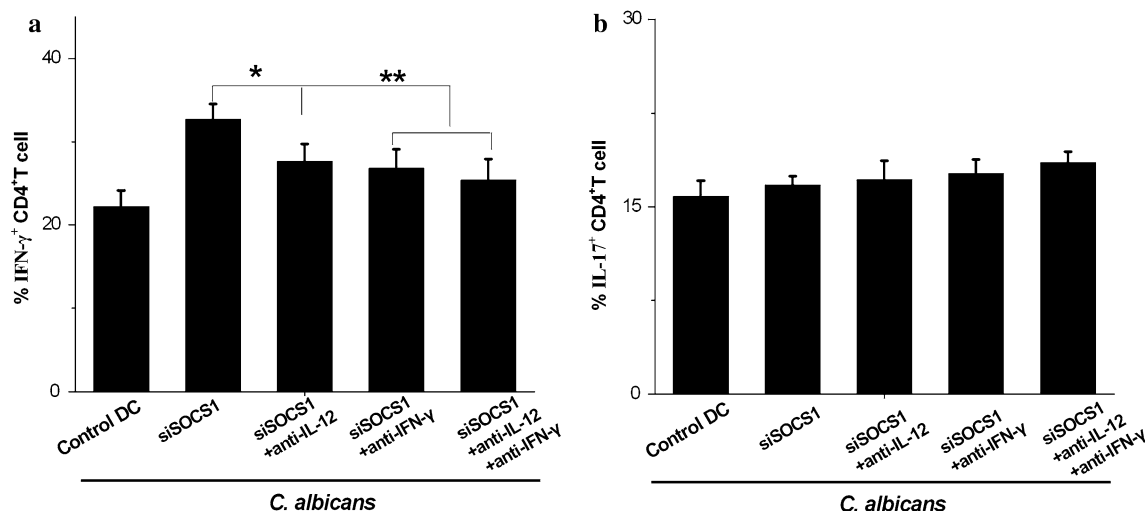 a
% IFN-γ⁺ CD4⁺T cell
40
20
0
*
**
Control DC
siSOCS1
siSOCS1
+anti-IL-12
siSOCS1
+anti-IFN-γ
siSOCS1
+anti-IL-12
+anti-IFN-γ
C. albicans
b
% IL-17⁺ CD4⁺T cell
30
15
0
Control DC
siSOCS1
siSOCS1
+anti-IL-12
siSOCS1
+anti-IFN-γ
siSOCS1
+anti-IL-12
+anti-IFN-γ
C. albicans